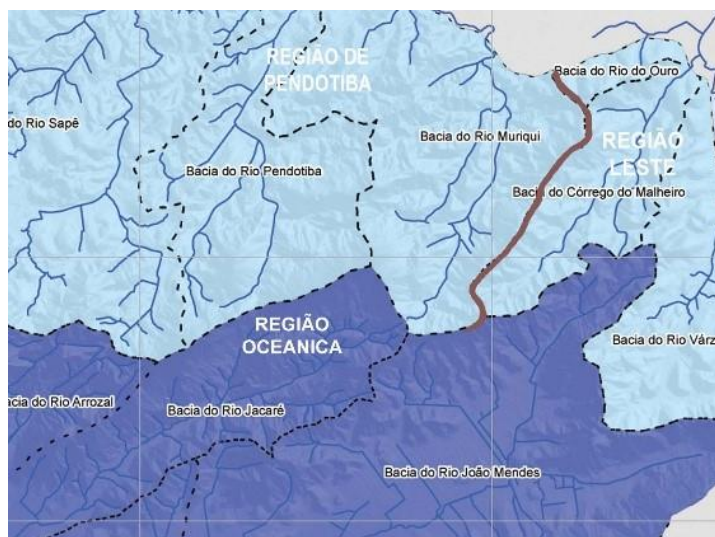 REGIÃO DE
PENDOTIBA
Bacia do Rio do Ouro
do Rio Sapê
Bacia do Rio Muriqui
REGIÃO
LESTE
Bacia do Rio Pendotiba
Bacia do Córrego do Malheiro
REGIÃO
OCEANICA
Bacia do Rio Várz
acia do Rio Arrozal
Bacia do Rio Jacaré
Bacia do Rio João Mendes